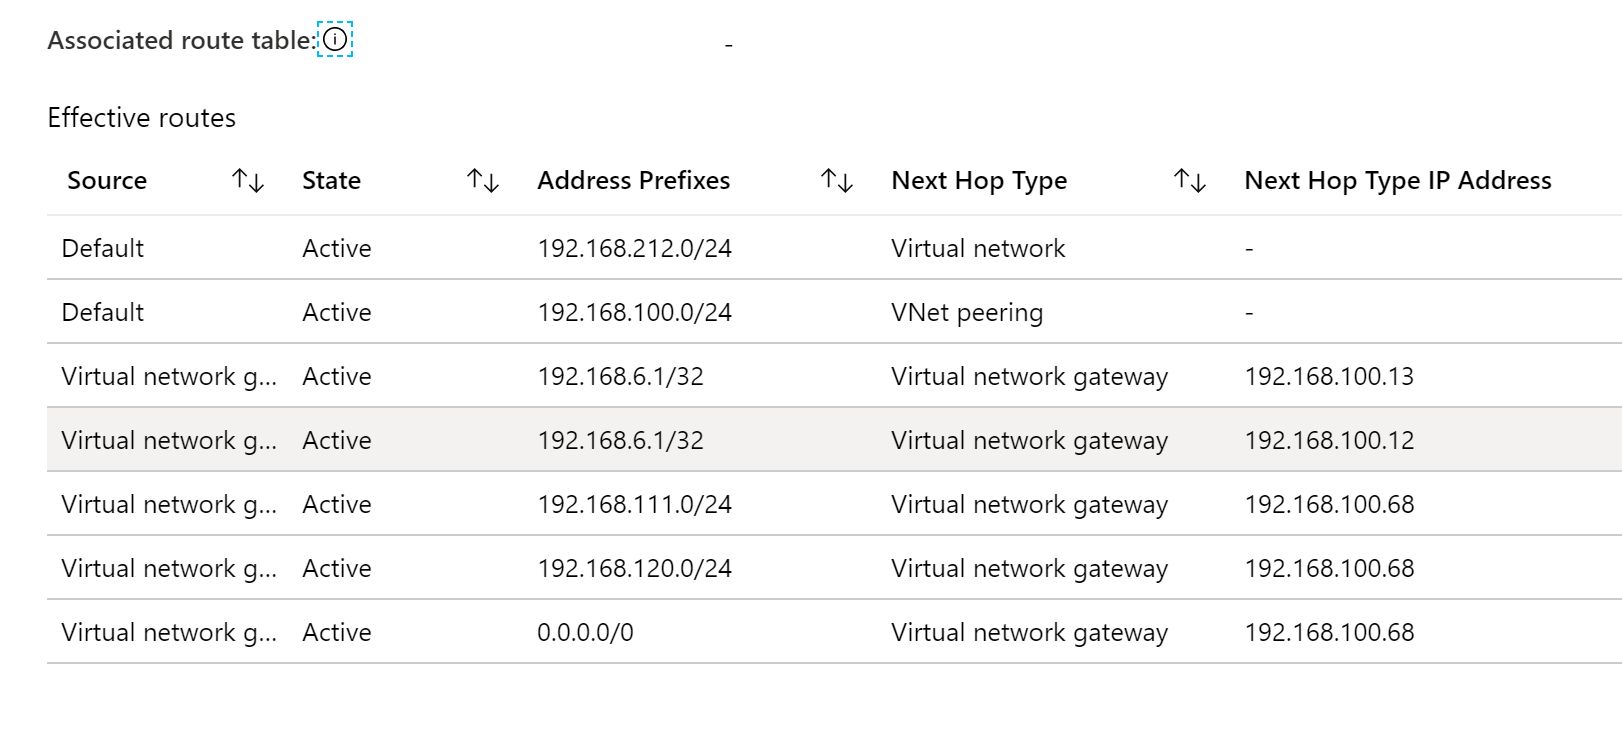 Associated route table: -
Effective routes
Source State Address Prefixes Next Hop Type Next Hop Type IP Address
Default Active 192.168.212.0/24 Virtual network -
Default Active 192.168.100.0/24 VNet peering -
Virtual network g... Active 192.168.6.1/32 Virtual network gateway 192.168.100.13
Virtual network g... Active 192.168.6.1/32 Virtual network gateway 192.168.100.12
Virtual network g... Active 192.168.111.0/24 Virtual network gateway 192.168.100.68
Virtual network g... Active 192.168.120.0/24 Virtual network gateway 192.168.100.68
Virtual network g... Active 0.0.0.0/0 Virtual network gateway 192.168.100.68